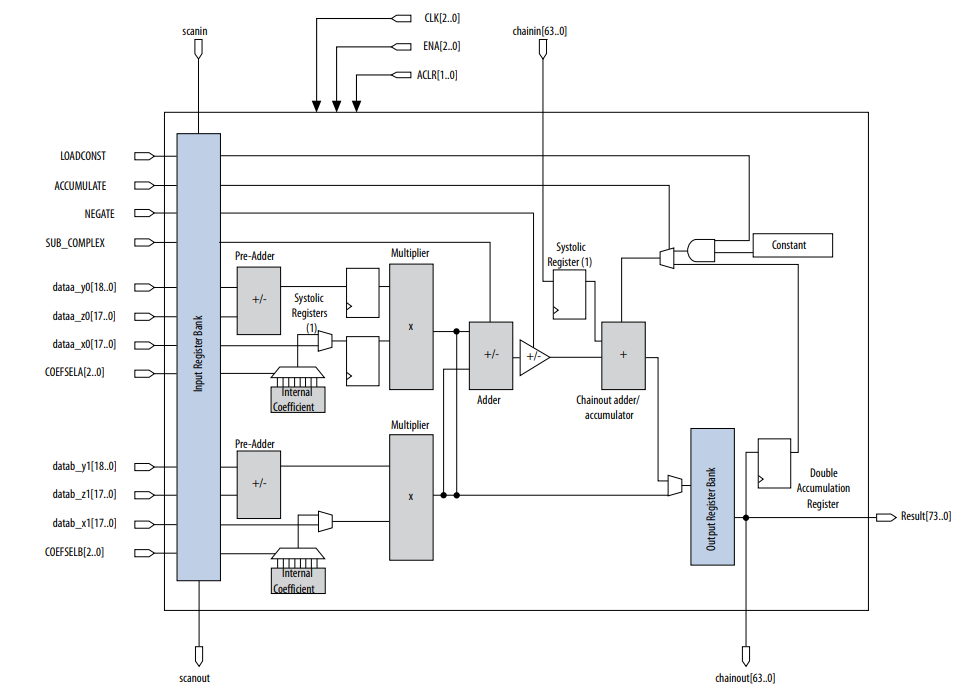 CLK[2..0]
scanin
chainin[63..0]
ENA[2..0]
ACLR[1..0]
LOADCONST
ACCUMULATE
NEGATE
SUB_COMPLEX
dataa_y0[18..0]
dataa_z0[17..0]
dataa_x0[17..0]
COEFSELA[2..0]
datab_y1[18..0]
datab_z1[17..0]
datab_x1[17..0]
COEFSELB[2..0]
Input Register Bank
Pre-Adder
+/-
Systolic
Registers
(1)
Internal
Coefficient
Multiplier
x
Pre-Adder
+/-
Internal
Coefficient
Multiplier
x
+/-
Adder
+/-
Systolic
Register (1)
+
Chainout adder/
accumulator
Constant
Output Register Bank
Double
Accumulation
Register
Result[73..0]
scanout
chainout[63..0]